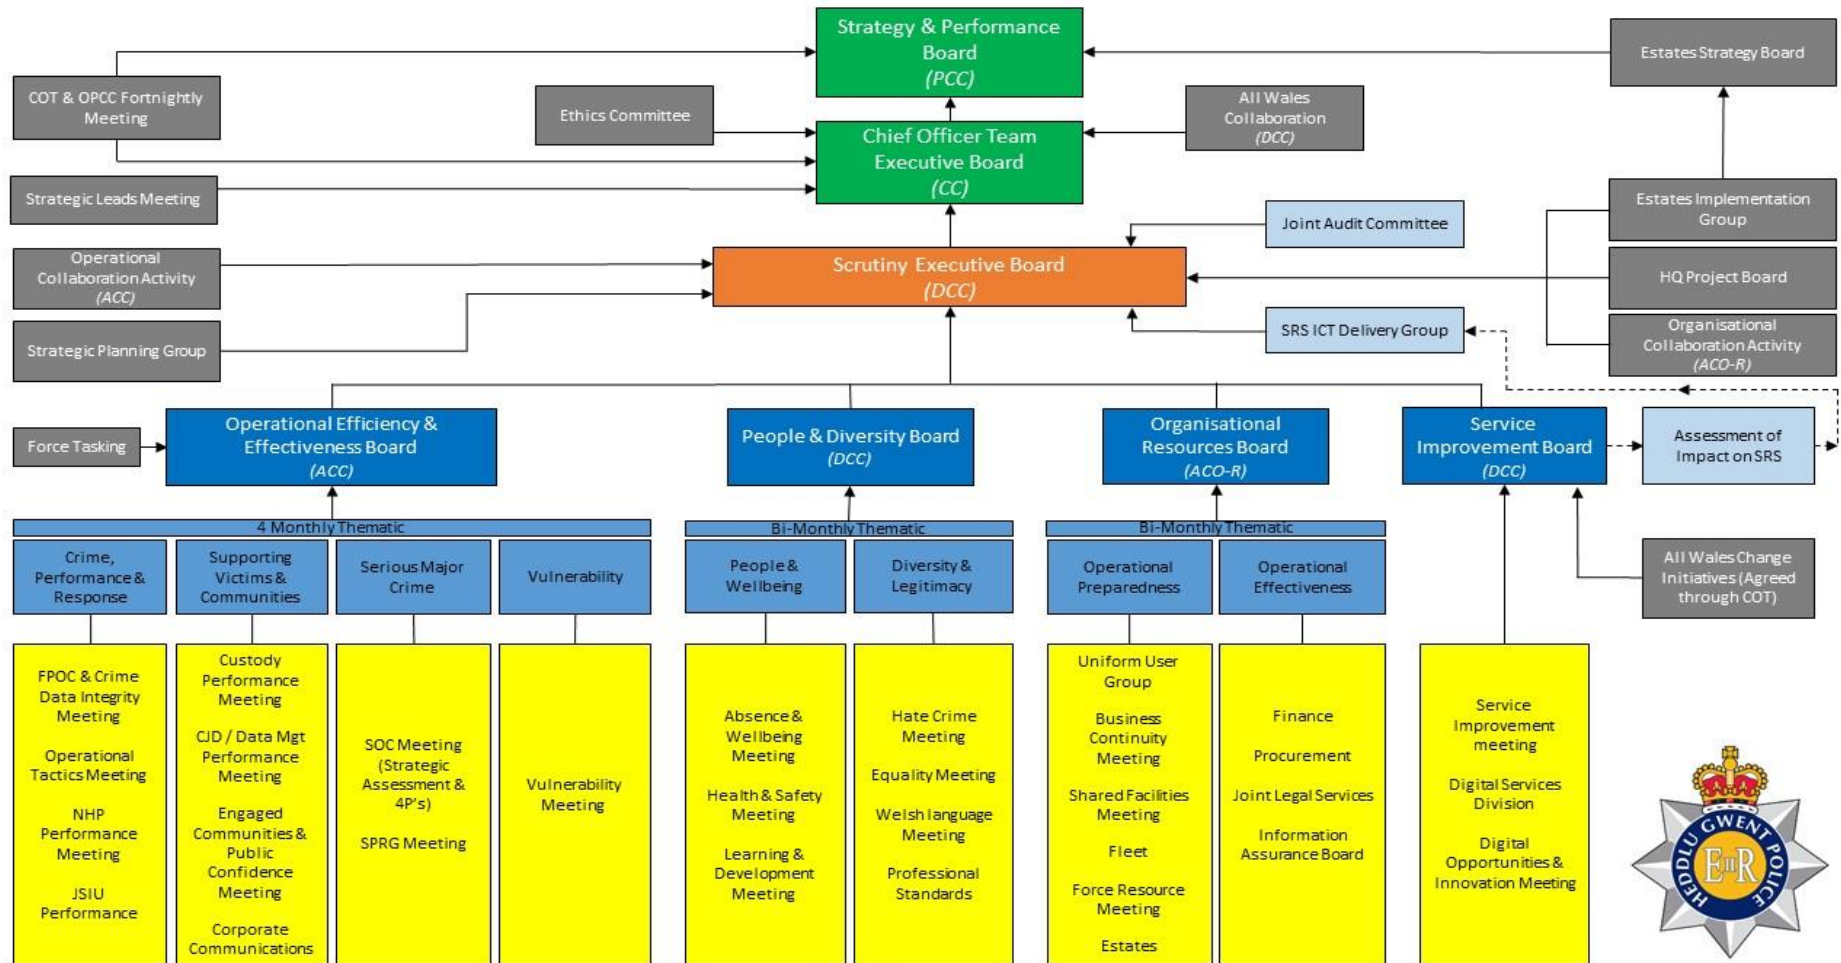 Strategy & Performance
Board
(PCC)
Estates Strategy Board
COT & OPCC Fortnightly
Meeting
Ethics Committee
All Wales
Collaboration
(DCC)
Chief Officer Team
Executive Board
(CC)
Strategic Leads Meeting
Estates Implementation
Group
Joint Audit Committee
Operational
Collaboration Activity
(ACC)
Scrutiny Executive Board
(DCC)
HQ Project Board
Strategic Planning Group
SRS ICT Delivery Group
Organisational
Collaboration Activity
(ACO-R)
Force Tasking
Operational Efficiency &
Effectiveness Board
(ACC)
People & Diversity Board
(DCC)
Organisational
Resources Board
(ACO-R)
Service
Improvement Board
(DCC)
Assessment of
Impact on SRS
4 Monthly Thematic
Bi-Monthly Thematic
Bi-Monthly Thematic
Crime,
Performance &
Response
Supporting
Victims &
Communities
Serious Major
Crime
Vulnerability
People &
Wellbeing
Diversity &
Legitimacy
Operational
Preparedness
Operational
Effectiveness
All Wales Change
Initiatives (Agreed
through COT)
FPOC & Crime
Data Integrity
Meeting
Operational
Tactics Meeting
NHP
Performance
Meeting
JSIU
Performance
Custody
Performance
Meeting
CJD / Data Mgt
Performance
Meeting
Engaged
Communities &
Public
Confidence
Meeting
Corporate
Communications
SOC Meeting
(Strategic
Assessment &
4P's)
SPRG Meeting
Vulnerability
Meeting
Absence &
Wellbeing
Meeting
Health & Safety
Meeting
Learning &
Development
Meeting
Hate Crime
Meeting
Equality Meeting
Welsh language
Meeting
Professional
Standards
Uniform User
Group
Business
Continuity
Meeting
Shared Facilities
Meeting
Fleet
Force Resource
Meeting
Estates
Finance
Procurement
Joint Legal Services
Information
Assurance Board
Service
Improvement
meeting
Digital Services
Division
Digital
Opportunities &
Innovation Meeting
HEDDLU GWENT POLICE
EIIR